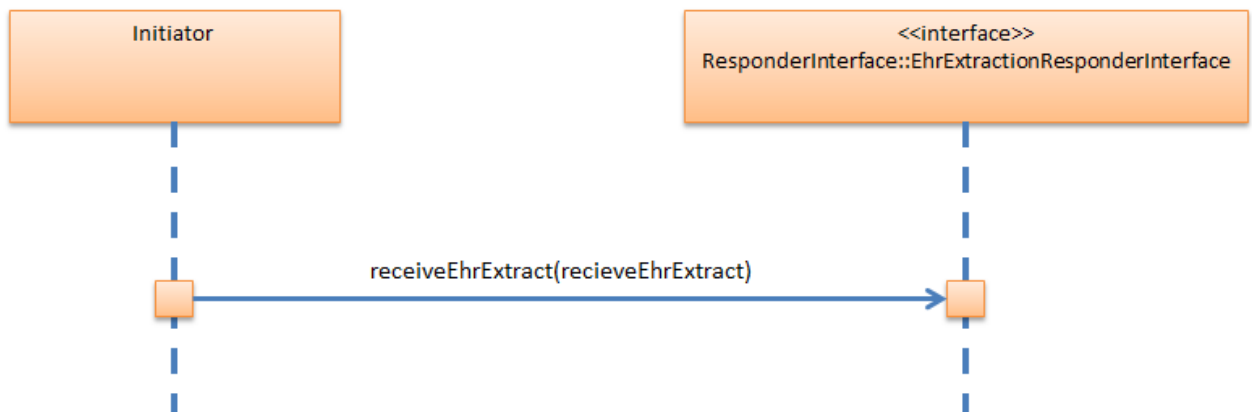 Initiator
<<interface>>
ResponderInterface::EhrExtractionResponderInterface
receiveEhrExtract(recieveEhrExtract)